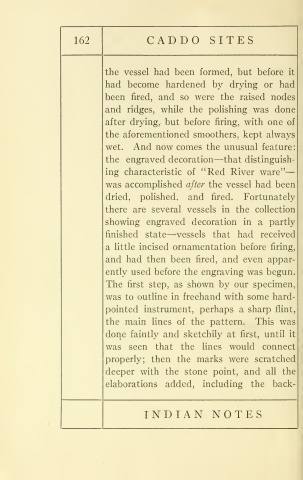 162
CADDO SITES
the vessel had been formed, but before it
had become hardened by drying or had
been fired, and so were the raised nodes
and ridges, while the polishing was done
after drying, but before firing, with one of
the aforementioned smoothers, kept always
wet. And now comes the unusual feature:
the engraved decoration—that distinguish-
ing characteristic of “Red River ware”—
was accomplished after the vessel had been
dried, polished, and fired. Fortunately
there are several vessels in the collection
showing engraved decoration in a partly
finished state—vessels that had received
a little incised ornamentation before firing,
and had then been fired, and even appar-
ently used before the engraving was begun.
The first step, as shown by our specimen,
was to outline in freehand with some hard-
pointed instrument, perhaps a sharp flint,
the main lines of the pattern. This was
done faintly and sketchily at first, until it
was seen that the lines would connect
properly; then the marks were scratched
deeper with the stone point, and all the
elaborations added, including the back-
INDIAN NOTES